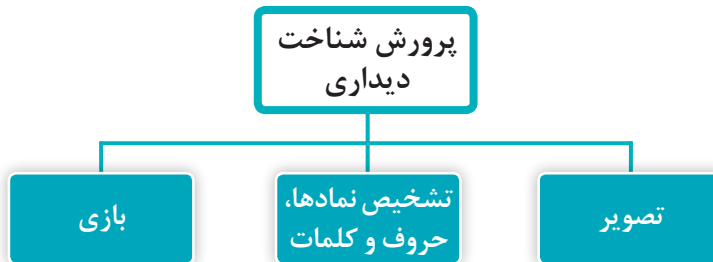 پرورش شناخت
دیداری
تصویر
تشخیص نمادها،
حروف و کلمات
بازی